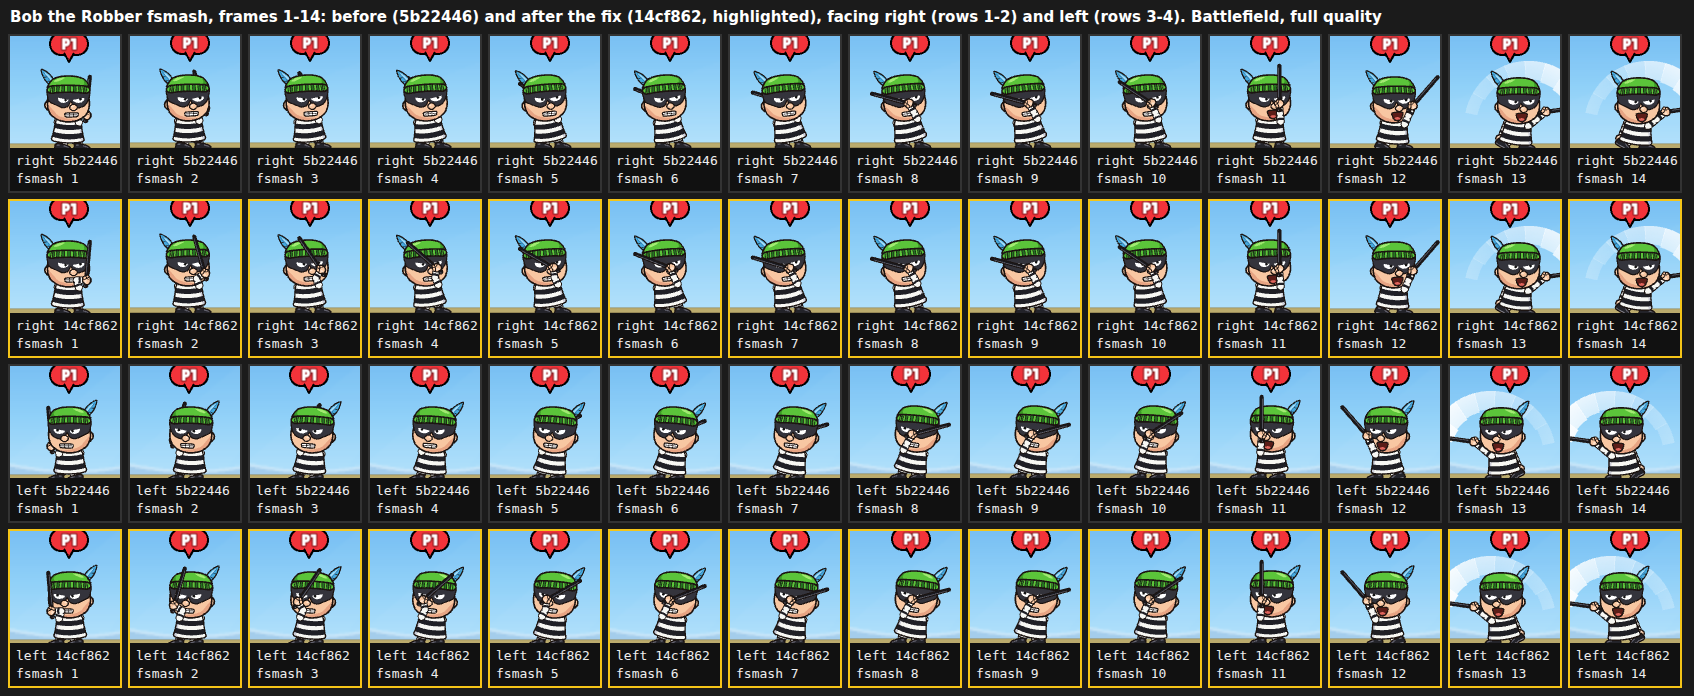 Bob the Robber fsmash, frames 1-14: before (5b22446) and after the fix (14cf862, highlighted), facing right (rows 1-2) and left (rows 3-4). Battlefield, full quality
P1 P1 P1 P1 P1 P1 P1 P1 P1 P1 P1 P1 P1 P1
right 5b22446 right 5b22446 right 5b22446 right 5b22446 right 5b22446 right 5b22446 right 5b22446 right 5b22446 right 5b22446 right 5b22446 right 5b22446 right 5b22446 right 5b22446 right 5b22446
fsmash 1 fsmash 2 fsmash 3 fsmash 4 fsmash 5 fsmash 6 fsmash 7 fsmash 8 fsmash 9 fsmash 10 fsmash 11 fsmash 12 fsmash 13 fsmash 14
P1 P1 P1 P1 P1 P1 P1 P1 P1 P1 P1 P1 P1 P1
right 14cf862 right 14cf862 right 14cf862 right 14cf862 right 14cf862 right 14cf862 right 14cf862 right 14cf862 right 14cf862 right 14cf862 right 14cf862 right 14cf862 right 14cf862 right 14cf862
fsmash 1 fsmash 2 fsmash 3 fsmash 4 fsmash 5 fsmash 6 fsmash 7 fsmash 8 fsmash 9 fsmash 10 fsmash 11 fsmash 12 fsmash 13 fsmash 14
P1 P1 P1 P1 P1 P1 P1 P1 P1 P1 P1 P1 P1 P1
left 5b22446 left 5b22446 left 5b22446 left 5b22446 left 5b22446 left 5b22446 left 5b22446 left 5b22446 left 5b22446 left 5b22446 left 5b22446 left 5b22446 left 5b22446 left 5b22446
fsmash 1 fsmash 2 fsmash 3 fsmash 4 fsmash 5 fsmash 6 fsmash 7 fsmash 8 fsmash 9 fsmash 10 fsmash 11 fsmash 12 fsmash 13 fsmash 14
P1 P1 P1 P1 P1 P1 P1 P1 P1 P1 P1 P1 P1 P1
left 14cf862 left 14cf862 left 14cf862 left 14cf862 left 14cf862 left 14cf862 left 14cf862 left 14cf862 left 14cf862 left 14cf862 left 14cf862 left 14cf862 left 14cf862 left 14cf862
fsmash 1 fsmash 2 fsmash 3 fsmash 4 fsmash 5 fsmash 6 fsmash 7 fsmash 8 fsmash 9 fsmash 10 fsmash 11 fsmash 12 fsmash 13 fsmash 14